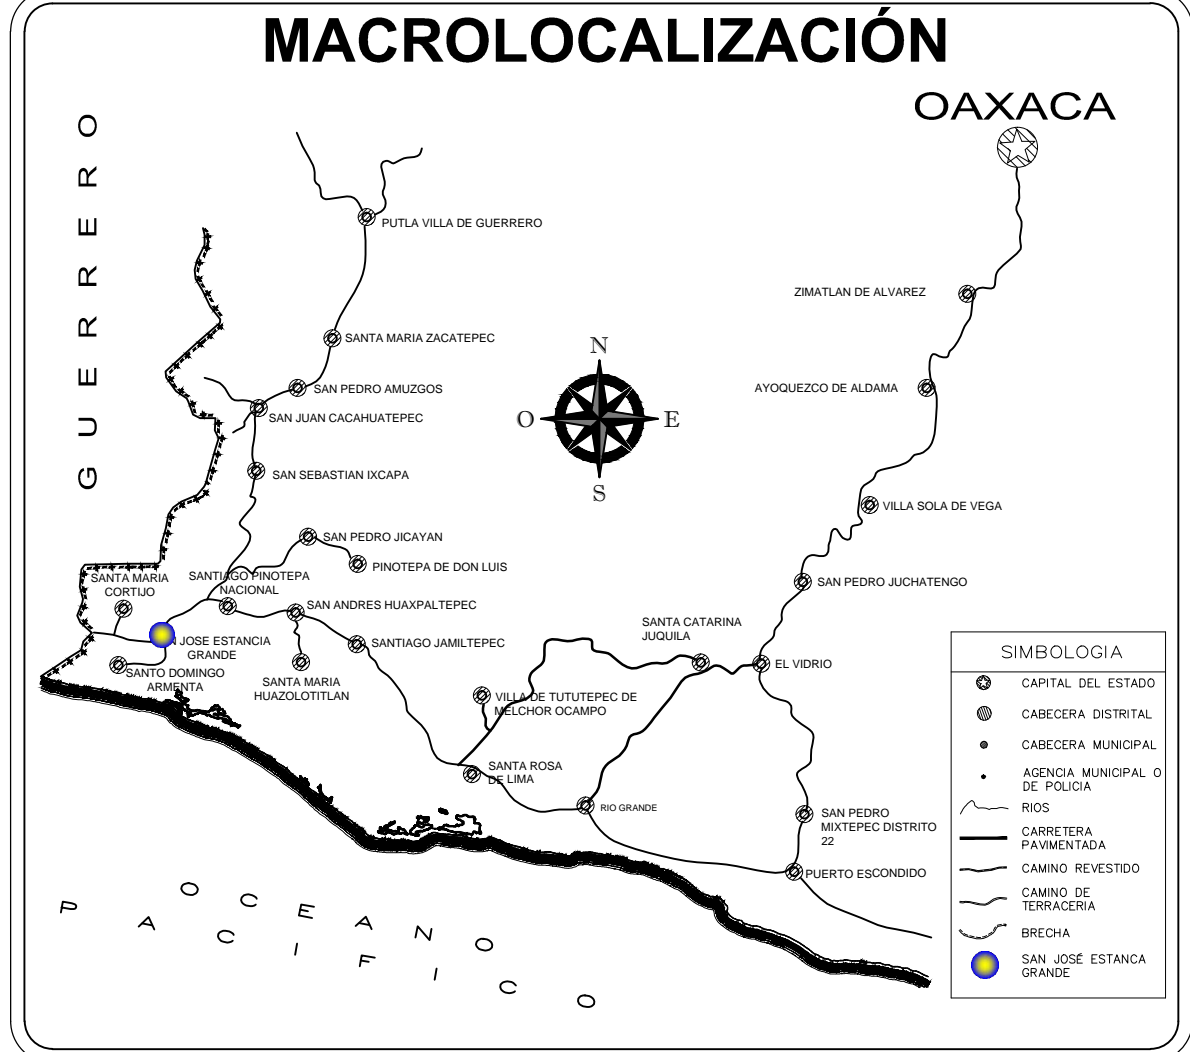 MACROLOCALIZACIÓN
OAXACA
GUERRERO
PUTLA VILLA DE GUERRERO
ZIMATLAN DE ALVAREZ
SANTA MARIA ZACATEPEC
N
O
E
S
SAN PEDRO AMUZGOS
AYOQUEZCO DE ALDAMA
SAN JUAN CACAHUATEPEC
SAN SEBASTIAN IXCAPA
VILLA SOLA DE VEGA
SAN PEDRO JICAYAN
PINOTEPA DE DON LUIS
SANTA MARIA
CORTIJO
SANTIAGO PINOTEPA
NACIONAL
SAN PEDRO JUCHATENGO
SAN ANDRES HUAXPALTEPEC
SANTIAGO JAMILTEPEC
SANTA CATARINA
JUQUILA
N JOSE ESTANCIA
GRANDE
EL VIDRIO
SANTO DOMINGO
ARMENTA
SANTA MARIA
HUAZOLOTITLAN
VILLA DE TUTUTEPEC DE
MELCHOR OCAMPO
SANTA ROSA
DE LIMA
RIO GRANDE
SAN PEDRO
MIXTEPEC DISTRITO
22
PUERTO ESCONDIDO
OCEANO
PACIFICO
SIMBOLOGIA
CAPITAL DEL ESTADO
CABECERA DISTRITAL
CABECERA MUNICIPAL
AGENCIA MUNICIPAL O
DE POLICIA
RIOS
CARRETERA
PAVIMENTADA
CAMINO REVESTIDO
CAMINO DE
TERRACERIA
BRECHA
SAN JOSÉ ESTANCA
GRANDE